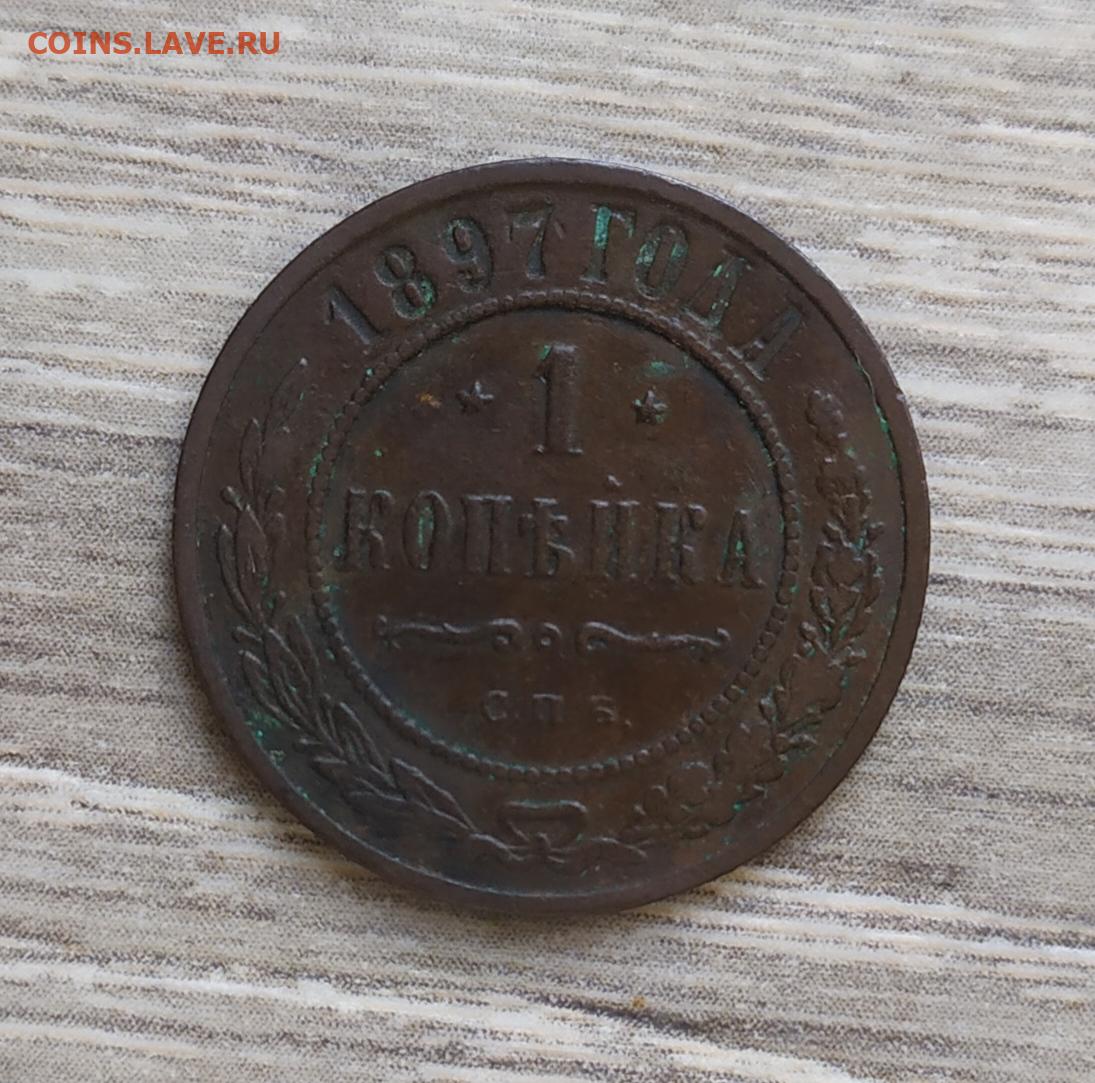 COINS.LAVE.RU
1897 ГОДА
* 1 *
КОПѢЙКА
С.П.Б.